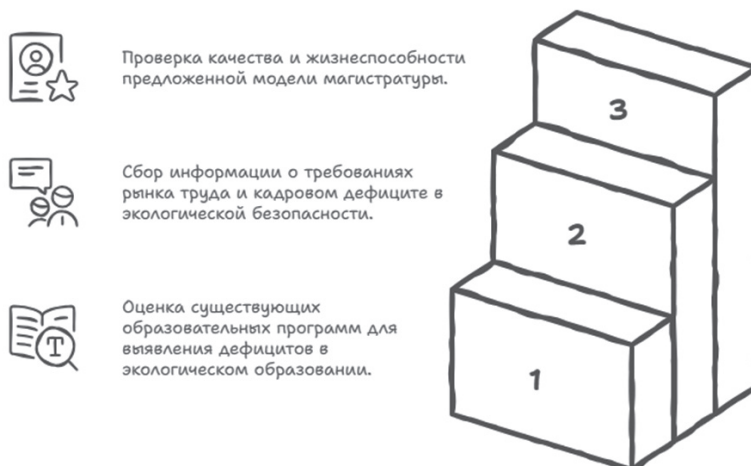 Проверка качества и жизнеспособности
предложенной модели магистратуры.
3
Сбор информации о требованиях
рынка труда и кадровом дефиците в
экологической безопасности.
2
Оценка существующих
образовательных программ для
выявления дефицитов в
экологическом образовании.
T
1